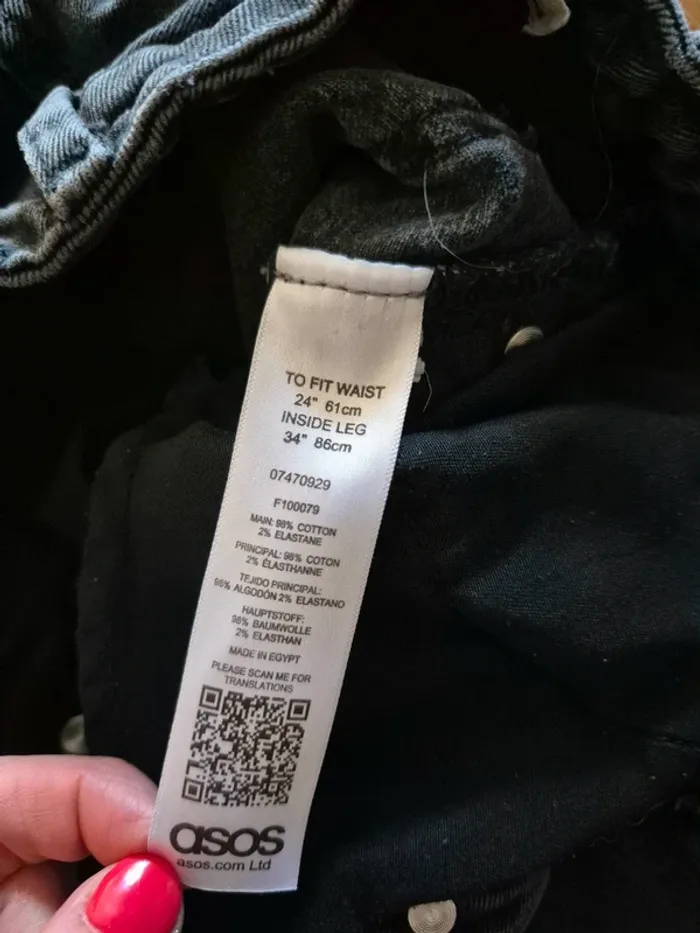 TO FIT WAIST
24" 61cm
INSIDE LEG
34" 86cm
07470929
F100079
MAIN: 98% COTTON
2% ELASTANE
PRINCIPAL: 98% COTON
2% ÉLASTHANNE
TEJIDO PRINCIPAL:
98% ALGODÓN 2% ELASTANO
HAUPTSTOFF:
98% BAUMWOLLE
2% ELASTHAN
MADE IN EGYPT
PLEASE SCAN ME FOR
TRANSLATIONS
asos
asos.com Ltd